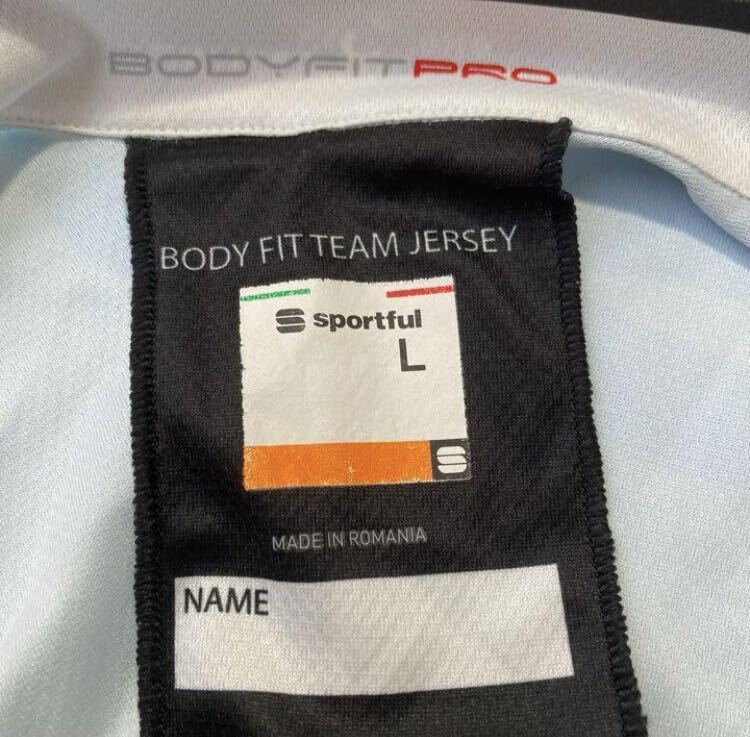 BODYFITPRO
BODY FIT TEAM JERSEY
sportful
L
MADE IN ROMANIA
NAME